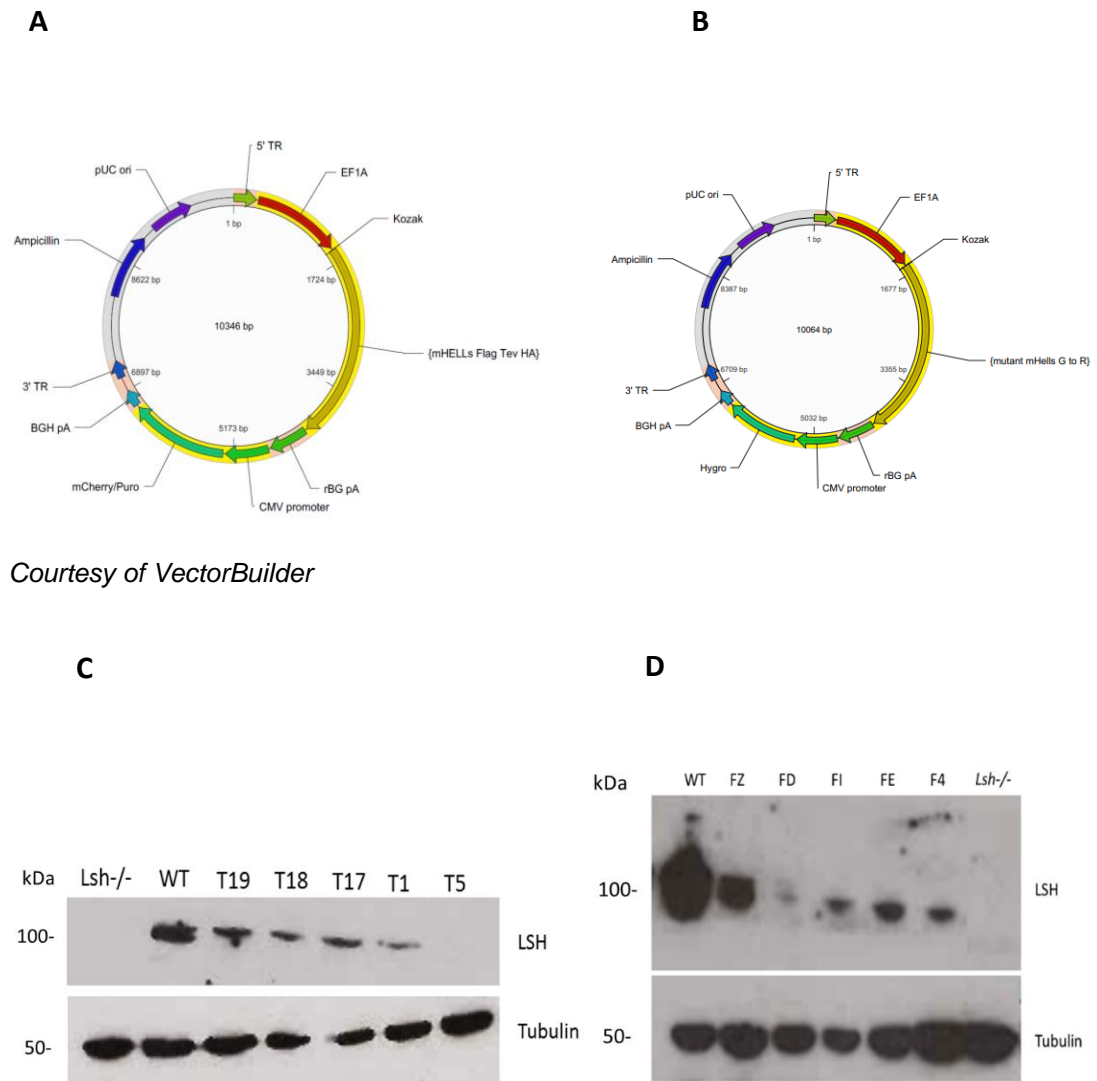 A
B
5' TR
pUC ori
EF1A
Ampicillin
Kozak
1 bp
8622 bp
1724 bp
10346 bp
{mHELLs Flag Tev HA}
3' TR
6897 bp
3449 bp
BGH pA
5173 bp
mCherry/Puro
rBG pA
CMV promoter
5' TR
pUC ori
EF1A
Ampicillin
Kozak
1 bp
8387 bp
1677 bp
10064 bp
{mutant mHells G to R}
3' TR
6709 bp
3355 bp
BGH pA
5032 bp
Hygro
rBG pA
CMV promoter
Courtesy of VectorBuilder
C
D
kDa Lsh-/- WT T19 T18 T17 T1 T5
100- LSH
50- Tubulin
kDa WT FZ FD FI FE F4 Lsh-/-
100- LSH
50- Tubulin